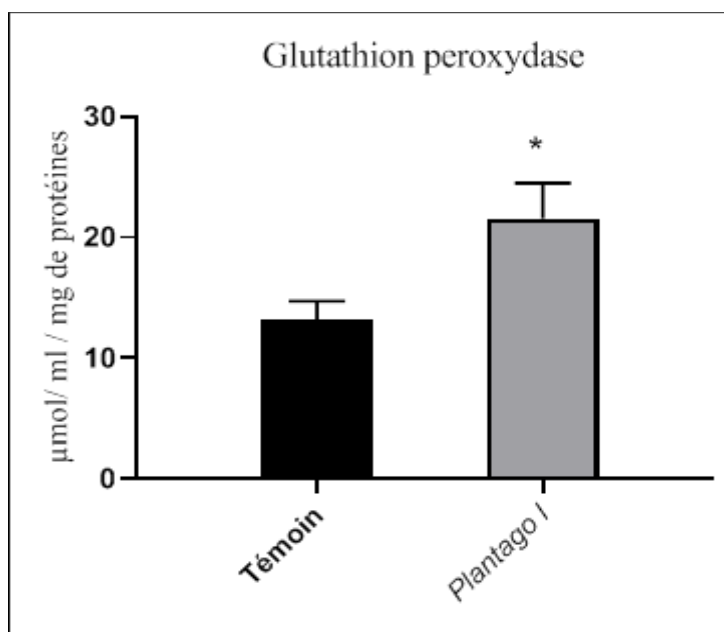 Glutathion peroxydase
µmol/ ml / mg de protéines
30
20
10
0
*
Témoin
Plantago l